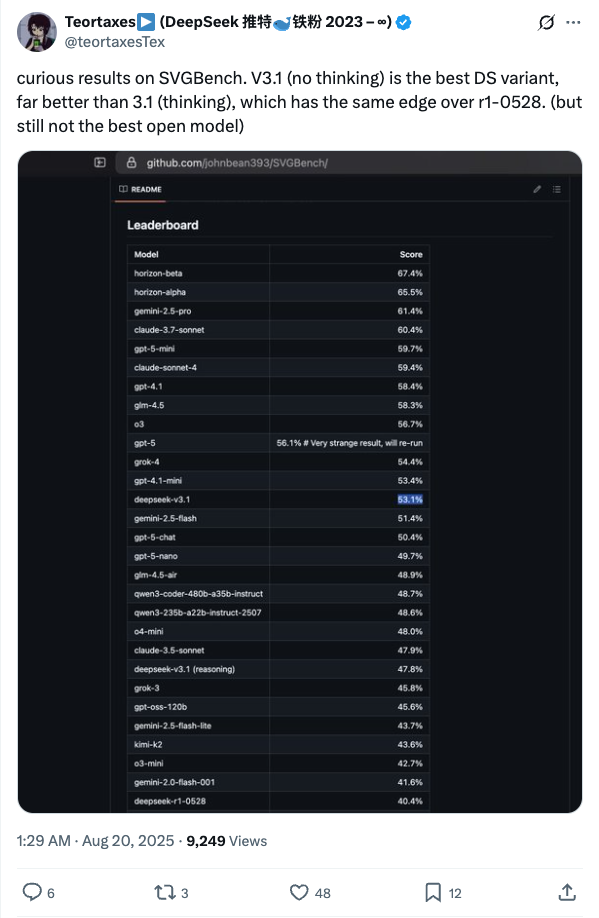 Teortaxes▶️ (DeepSeek 推特🐋铁粉 2023 – ∞)
@teortaxesTex
curious results on SVGBench. V3.1 (no thinking) is the best DS variant,
far better than 3.1 (thinking), which has the same edge over r1-0528. (but
still not the best open model)
github.com/johnbean393/SVGBench/
README
Leaderboard
Model Score
horizon-beta 67.4%
horizon-alpha 65.5%
gemini-2.5-pro 61.4%
claude-3.7-sonnet 60.4%
gpt-5-mini 59.7%
claude-sonnet-4 59.4%
gpt-4.1 58.4%
glm-4.5 58.3%
o3 56.7%
gpt-5 56.1% # Very strange result, will re-run
grok-4 54.4%
gpt-4.1-mini 53.4%
deepseek-v3.1 53.1%
gemini-2.5-flash 51.4%
gpt-5-chat 50.4%
gpt-5-nano 49.7%
glm-4.5-air 48.9%
qwen3-coder-480b-a35b-instruct 48.7%
qwen3-235b-a22b-instruct-2507 48.6%
o4-mini 48.0%
claude-3.5-sonnet 47.9%
deepseek-v3.1 (reasoning) 47.8%
grok-3 45.8%
gpt-oss-120b 45.6%
gemini-2.5-flash-lite 43.7%
kimi-k2 43.6%
o3-mini 42.7%
gemini-2.0-flash-001 41.6%
deepseek-r1-0528 40.4%
1:29 AM · Aug 20, 2025 · 9,249 Views
6 3 48 12